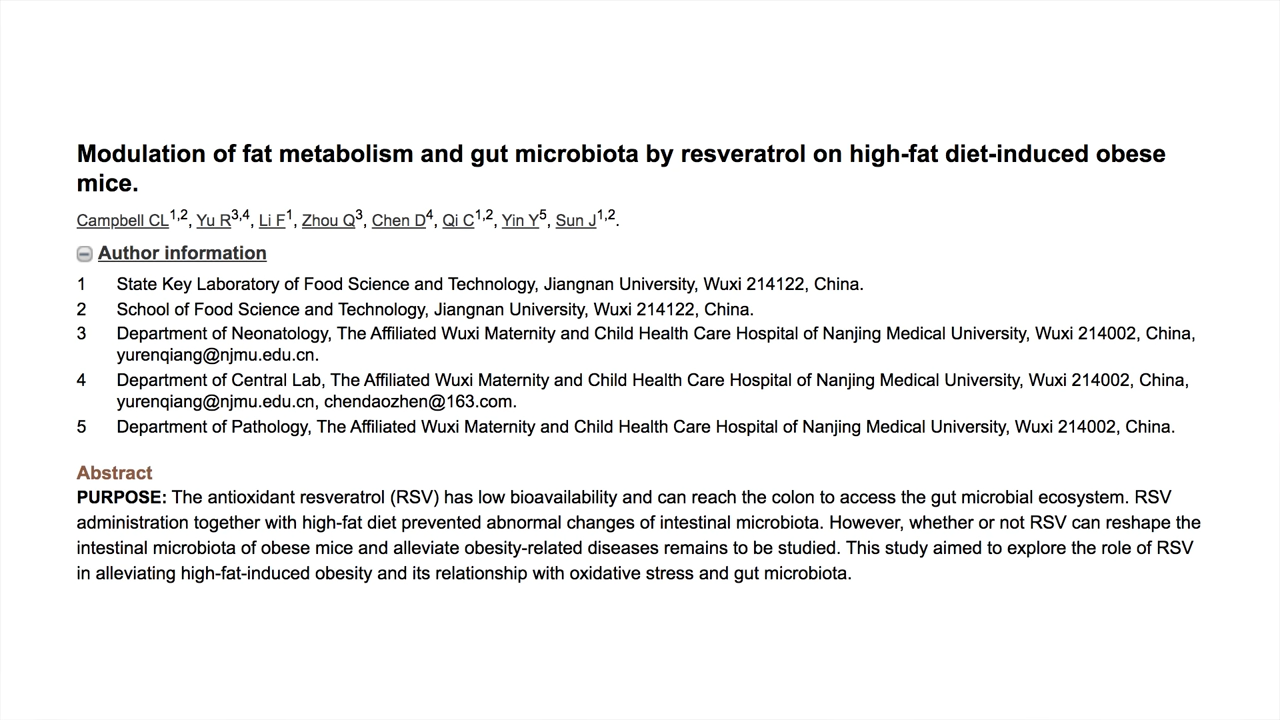 Modulation of fat metabolism and gut microbiota by resveratrol on high-fat diet-induced obese
mice.
Campbell CL1,2, Yu R3,4, Li F1, Zhou Q3, Chen D4, Qi C1,2, Yin Y5, Sun J1,2.
Author information
1 State Key Laboratory of Food Science and Technology, Jiangnan University, Wuxi 214122, China.
2 School of Food Science and Technology, Jiangnan University, Wuxi 214122, China.
3 Department of Neonatology, The Affiliated Wuxi Maternity and Child Health Care Hospital of Nanjing Medical University, Wuxi 214002, China,
yurenqiang@njmu.edu.cn.
4 Department of Central Lab, The Affiliated Wuxi Maternity and Child Health Care Hospital of Nanjing Medical University, Wuxi 214002, China,
yurenqiang@njmu.edu.cn, chendaozhen@163.com.
5 Department of Pathology, The Affiliated Wuxi Maternity and Child Health Care Hospital of Nanjing Medical University, Wuxi 214002, China.
Abstract
PURPOSE: The antioxidant resveratrol (RSV) has low bioavailability and can reach the colon to access the gut microbial ecosystem. RSV
administration together with high-fat diet prevented abnormal changes of intestinal microbiota. However, whether or not RSV can reshape the
intestinal microbiota of obese mice and alleviate obesity-related diseases remains to be studied. This study aimed to explore the role of RSV
in alleviating high-fat-induced obesity and its relationship with oxidative stress and gut microbiota.